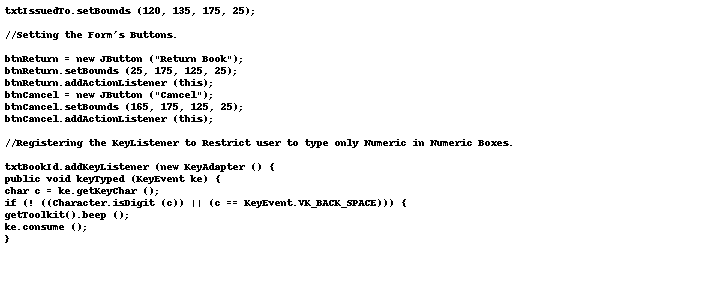 txtIssuedTo.setBounds (120, 135, 175, 25);
//Setting the Form's Buttons.
btnReturn = new JButton ("Return Book");
btnReturn.setBounds (25, 175, 125, 25);
btnReturn.addActionListener (this);
btnCancel = new JButton ("Cancel");
btnCancel.setBounds (165, 175, 125, 25);
btnCancel.addActionListener (this);
//Registering the KeyListener to Restrict user to type only Numeric in Numeric Boxes.
txtBookId.addKeyListener (new KeyAdapter () {
public void keyTyped (KeyEvent ke) {
char c = ke.getKeyChar ();
if (! ((Character.isDigit (c)) || (c == KeyEvent.VK_BACK_SPACE))) {
getToolkit().beep ();
ke.consume ();
}